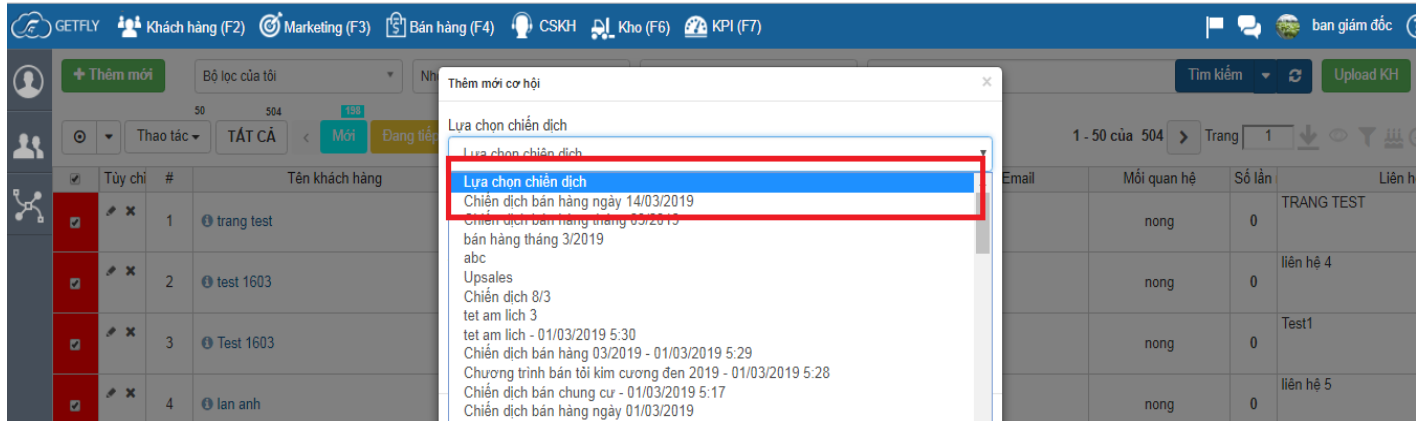 GETFLY Khách hàng (F2) Marketing (F3) Bán hàng (F4) CSKH Kho (F6) KPI (F7) ban giám đốc
Thêm mới Bộ lọc của tôi Tìm kiếm Upload KH
Thêm mới cơ hội ×
50 504 198
Lựa chọn chiến dịch
Thao tác TẤT CẢ Mới Đang tiếp 1 - 50 của 504 Trang 1
Lựa chọn chiến dịch
Tùy chỉ # Tên khách hàng Email Mối quan hệ Số lần Liên h
Lựa chọn chiến dịch
Chiến dịch bán hàng ngày 14/03/2019
Chiến dịch bán hàng tháng 03/2019
bán hàng tháng 3/2019
abc
Upsales
Chiến dịch 8/3
tet am lich 3
tet am lich - 01/03/2019 5:30
Chiến dịch bán hàng 03/2019 - 01/03/2019 5:29
Chương trình bán tỏi kim cương đen 2019 - 01/03/2019 5:28
Chiến dịch bán chung cư - 01/03/2019 5:17
Chiến dịch bán hàng ngày 01/03/2019
1 trang test nong 0 TRANG TEST
2 test 1603 nong 0 liên hệ 4
3 Test 1603 nong 0 Test1
4 lan anh nong 0 liên hệ 5